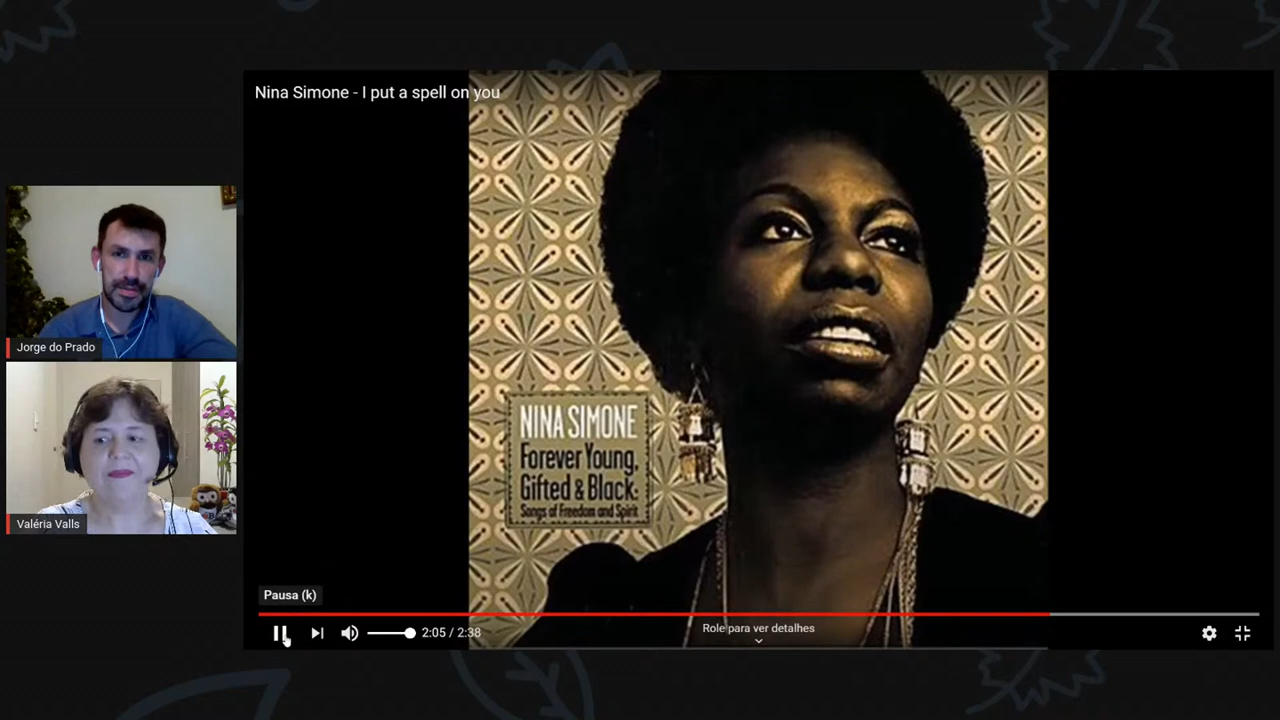 Nina Simone - I put a spell on you
Jorge do Prado
Valéria Valls
NINA SIMONE
Forever Young,
Gifted & Black:
Songs of Freedom and Spirit
Pausa (k)
2:05 / 2:38
Role para ver detalhes